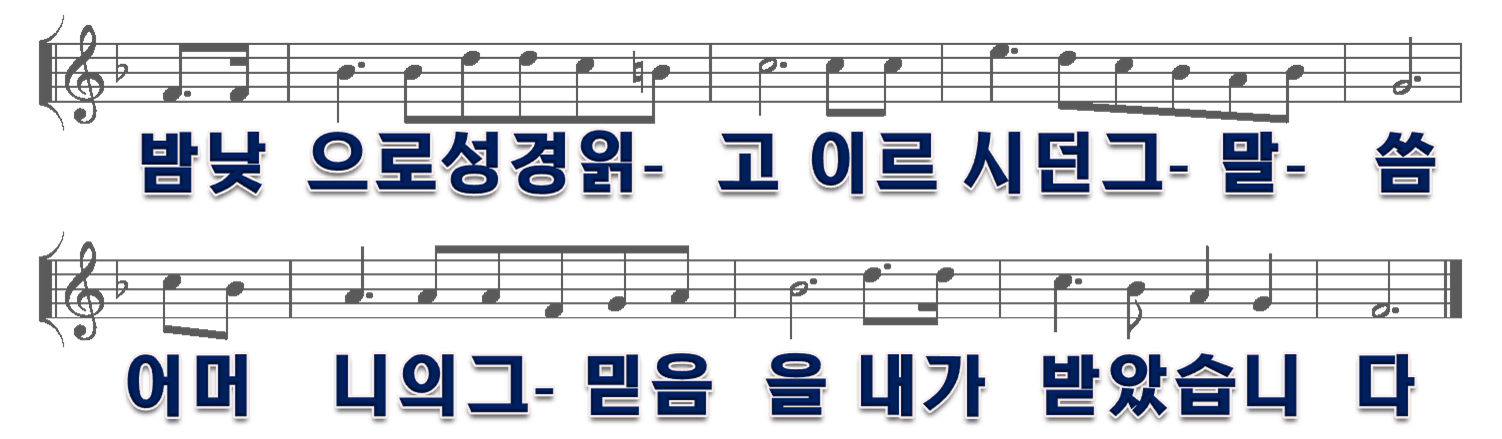 밤낮 으로성경읽- 고 이르 시던그- 말- 씀
어머 니의그- 믿음 을 내가 받았습니 다